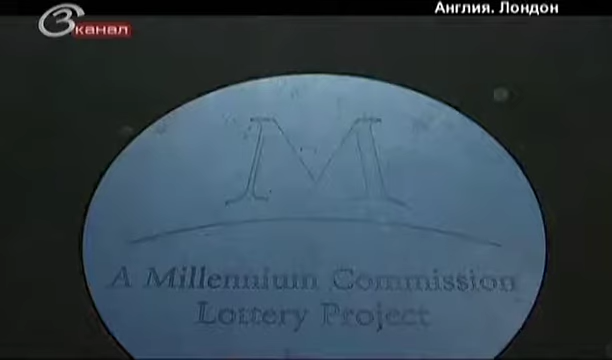 3 канал
Англия. Лондон
M
A Millennium Commission
Lottery Project